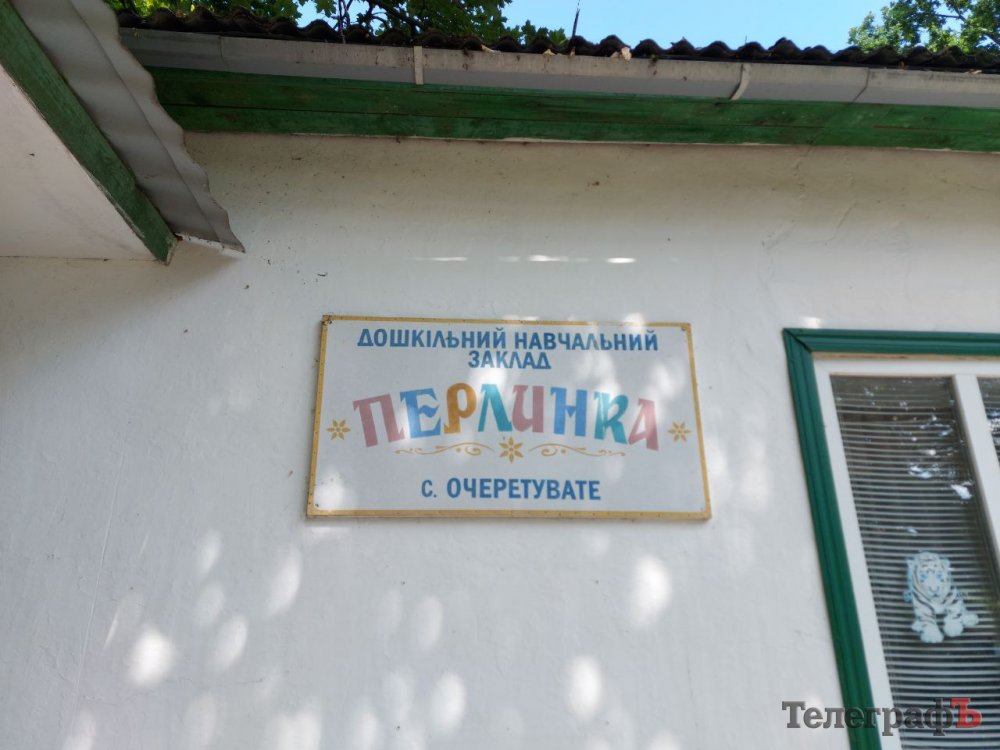 ДОШКІЛЬНИЙ НАВЧАЛЬНИЙ
ЗАКЛАД
ПЕРЛИНКА
с. ОЧЕРЕТУВАТЕ
ТелеграфЪ